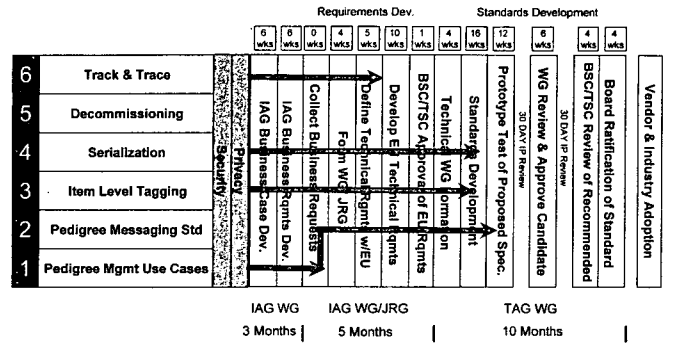 Requirements Dev.
Standards Development
6 wks
6 wks
0 wks
4 wks
5 wks
10 wks
1 wks
4 wks
16 wks
12 wks
6 wks
4 wks
4 wks
6 Track & Trace
5 Decommissioning
4 Serialization
3 Item Level Tagging
2 Pedigree Messaging Std
1 Pedigree Mgmt Use Cases
Security
Privacy
IAG Business Case Dev.
IAG Business Rqmts Dev.
Collect Business Requests
Form WG / JRG
Define Technical Rqmts w/EU
Develop EU Technical Rqmts
BSC/TSC Approval of EU Rqmts
Technical WG Formation
Standards Development
Prototype Test of Proposed Spec.
30 DAY IP Review
WG Review & Approve Candidate
30 DAY IP Review
BSC/TSC Review of Recommended
Board Ratification of Standard
Vendor & Industry Adoption
IAG WG
IAG WG/JRG
TAG WG
3 Months
5 Months
10 Months